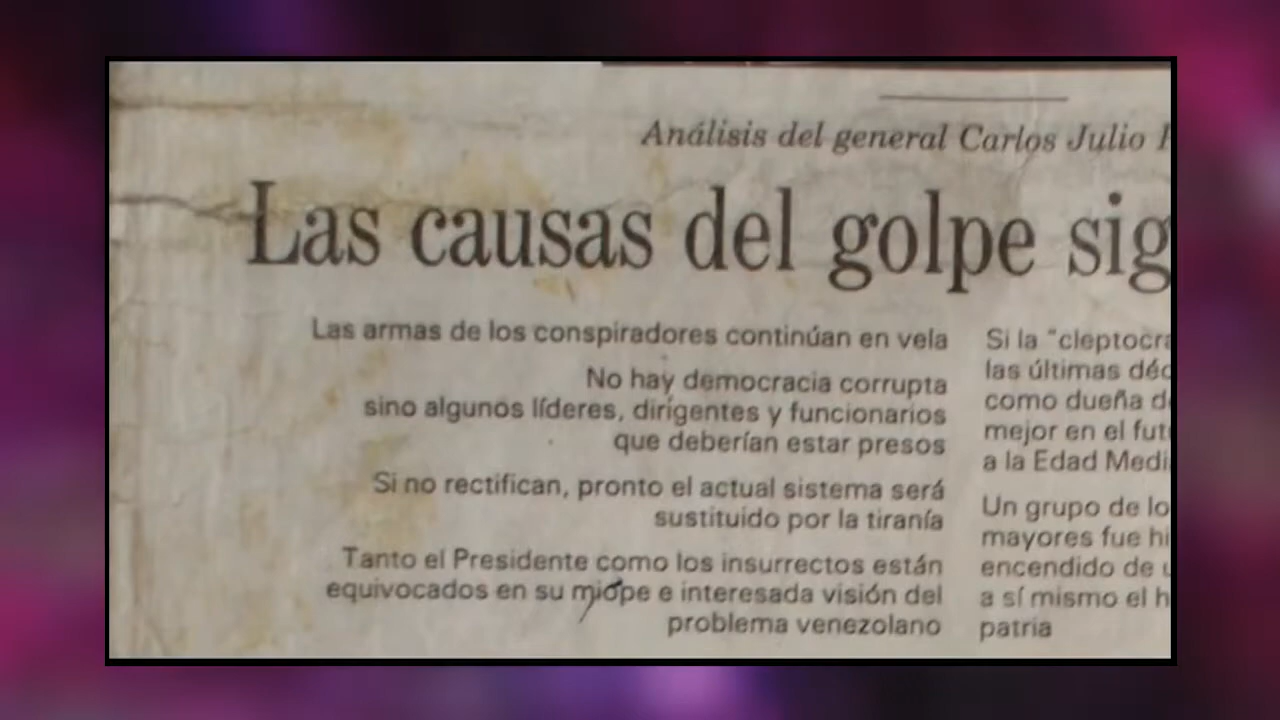 Análisis del general Carlos Julio
Las causas del golpe
Las armas de los conspiradores continúan en vela
No hay democracia corrupta
sino algunos líderes, dirigentes y funcionarios
que deberían estar presos
Si no rectifican, pronto el actual sistema será
sustituido por la tiranía
Tanto el Presidente como los insurrectos están
equivocados en su miope e interesada visión del
problema venezolano
Si la "cleptocra
las últimas déc
como dueña d
mejor en el fut
a la Edad Medi
Un grupo de lo
mayores fue hi
encendido de
a sí mismo el h
patria